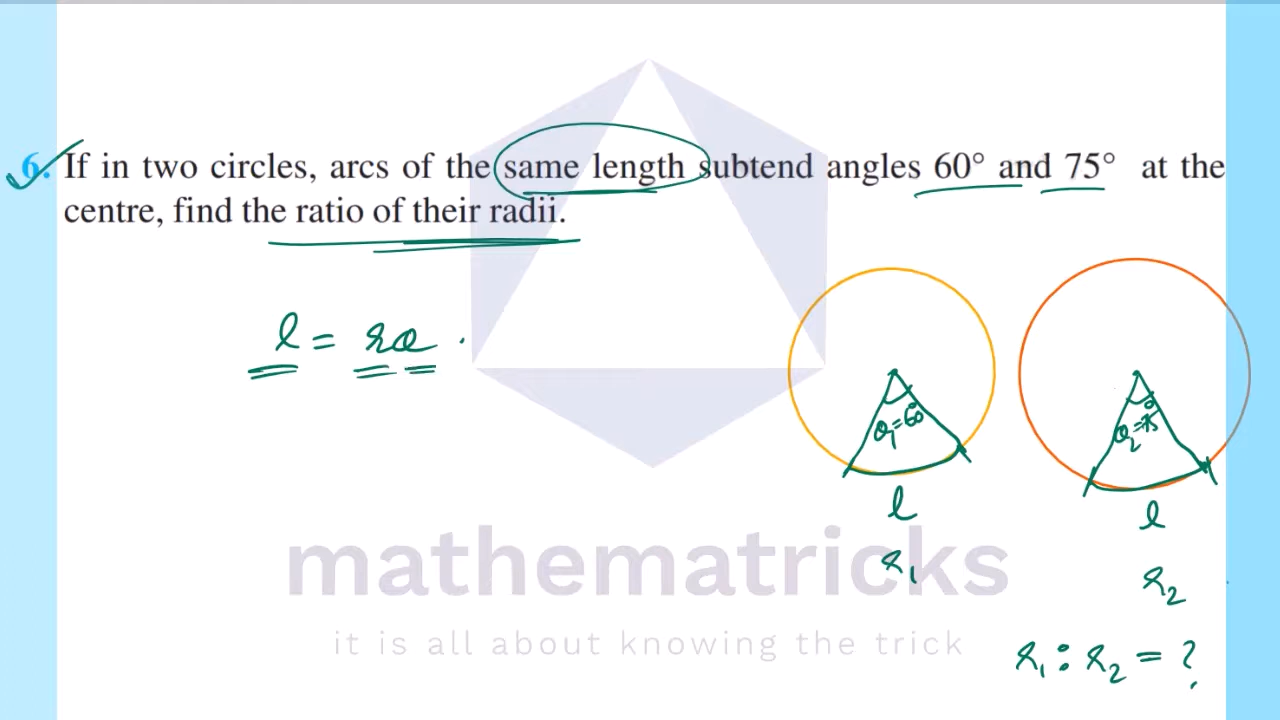 6. If in two circles, arcs of the same length subtend angles 60° and 75° at the
centre, find the ratio of their radii.
l = rθ .
θ₁=60°
θ₂=75°
l
l
r₁
r₂
r₁ : r₂ = ?
mathematricks
it is all about knowing the trick